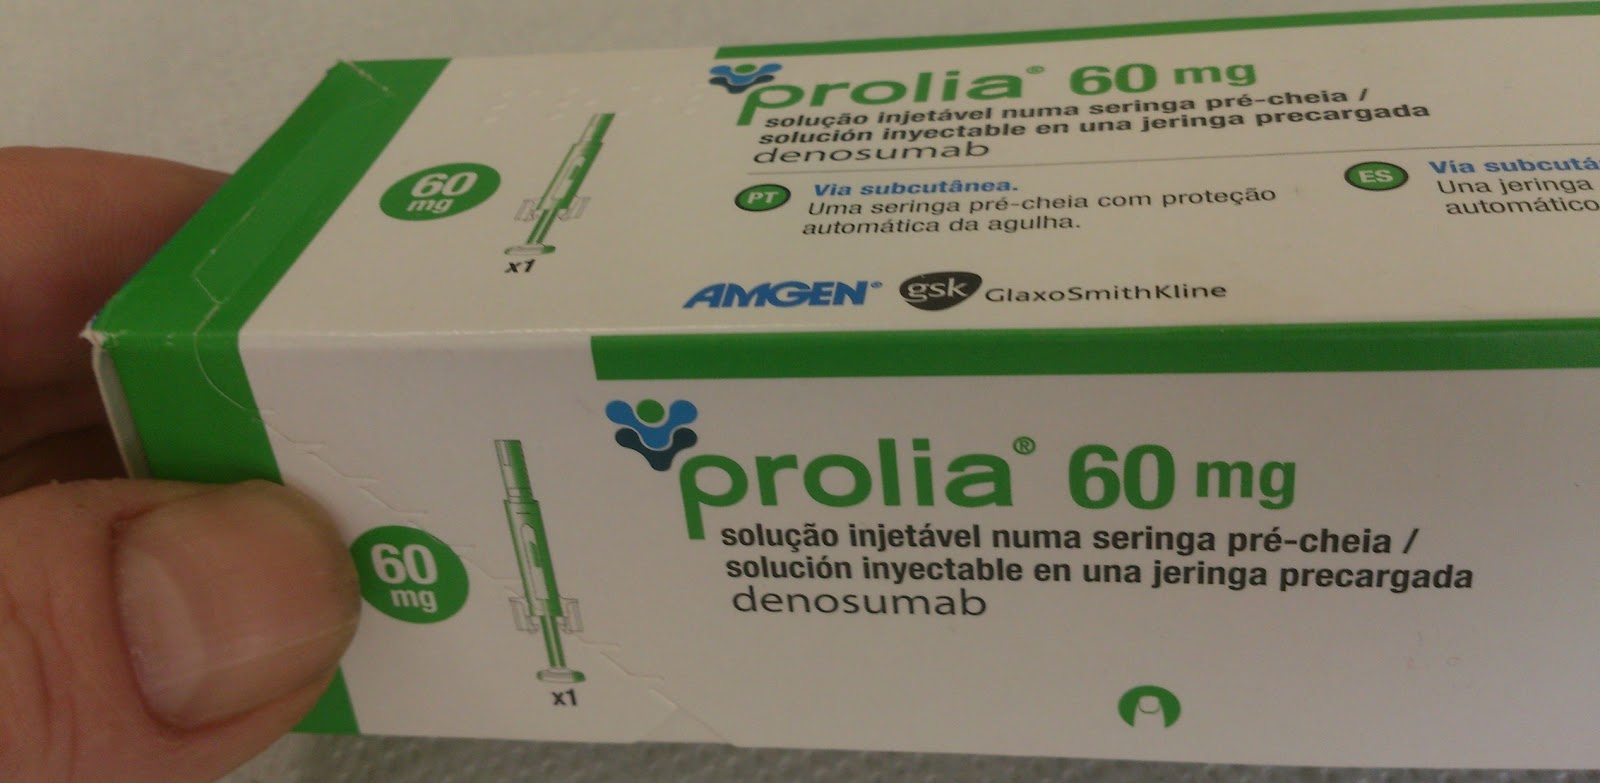 prolia® 60 mg
solução injetável numa seringa pré-cheia /
solución inyectable en una jeringa precargada
denosumab
60
mg
x1
PT
Via subcutânea.
Uma seringa pré-cheia com proteção
automática da agulha.
ES
Via subcutá
Una jeringa
automático
AMGEN®
gsk GlaxoSmithKline
prolia® 60 mg
solução injetável numa seringa pré-cheia /
solución inyectable en una jeringa precargada
denosumab
60
mg
x1